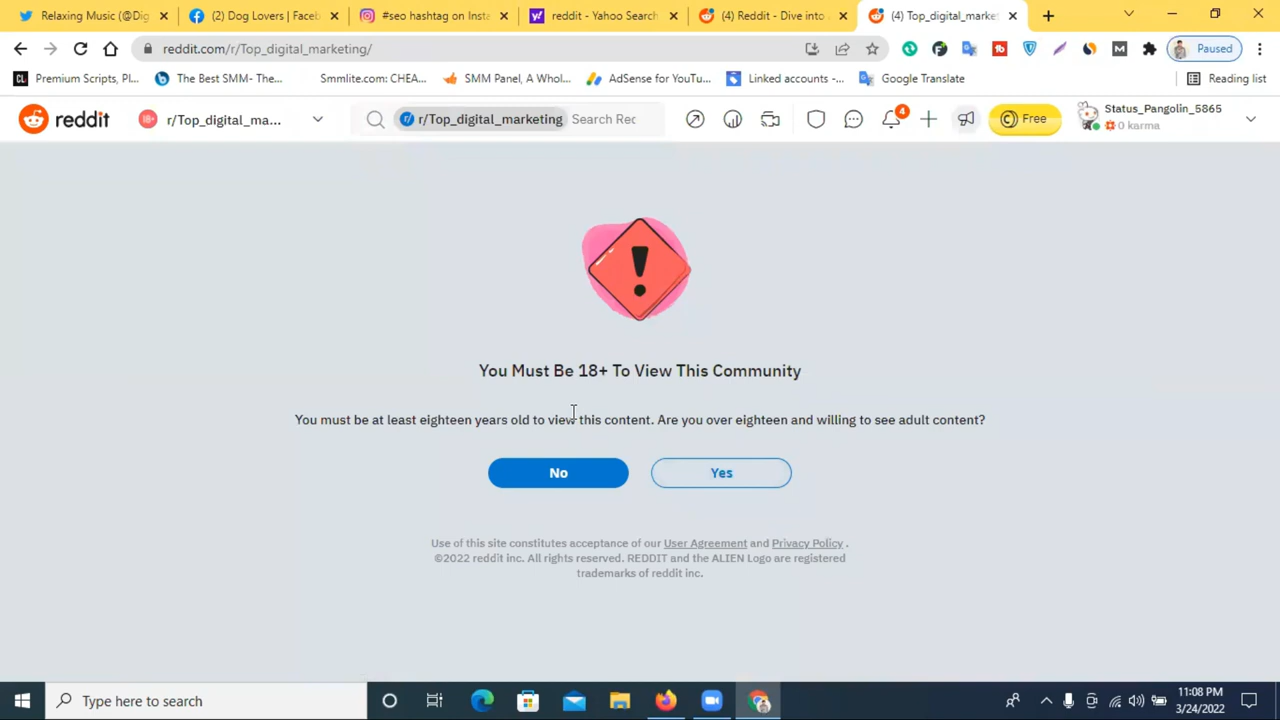 Relaxing Music (@Dig
(2) Dog Lovers | Faceb
#seo hashtag on Insta
reddit - Yahoo Search
(4) Reddit - Dive into a
(4) Top_digital_marke
reddit.com/r/Top_digital_marketing/
Paused
Premium Scripts, Pl...
The Best SMM- The...
Smmlite.com: CHEA...
SMM Panel, A Whol...
AdSense for YouTu...
Linked accounts -...
Google Translate
Reading list
reddit
18+
r/Top_digital_ma...
r/Top_digital_marketing
Search Rec
4
Free
Status_Pangolin_5865
0 karma
You Must Be 18+ To View This Community
You must be at least eighteen years old to view this content. Are you over eighteen and willing to see adult content?
No
Yes
Use of this site constitutes acceptance of our User Agreement and Privacy Policy .
©2022 reddit inc. All rights reserved. REDDIT and the ALIEN Logo are registered
trademarks of reddit inc.
Type here to search
11:08 PM
3/24/2022